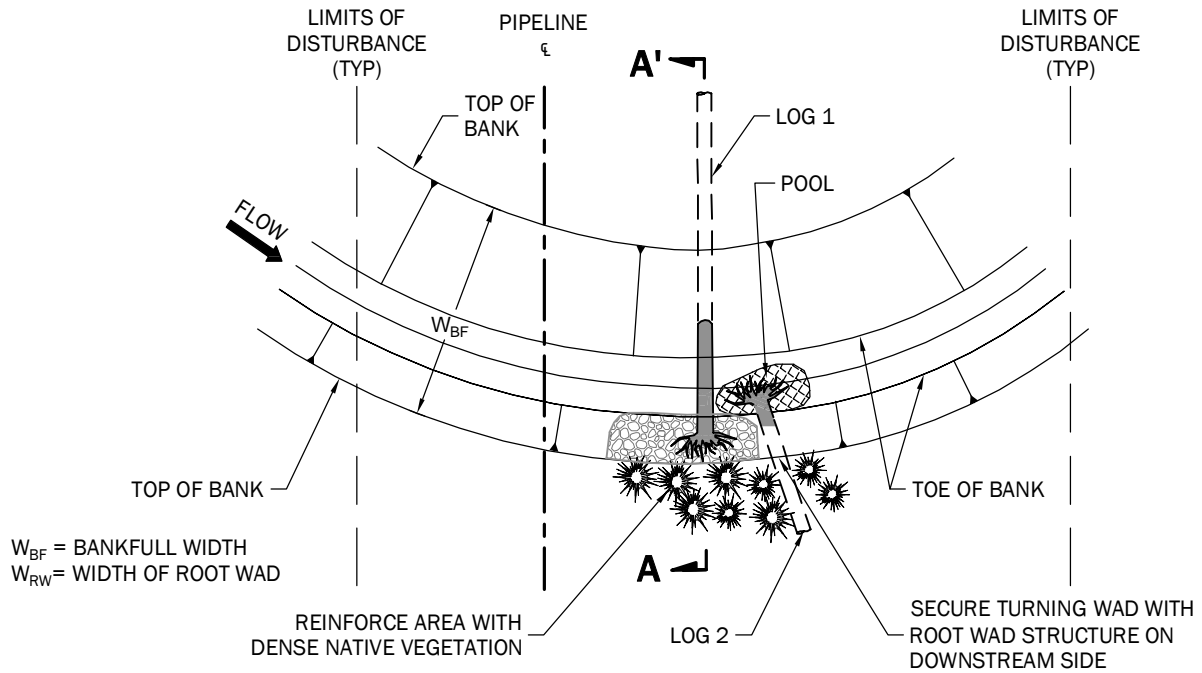 LIMITS OF
DISTURBANCE
(TYP)
PIPELINE
℄
LIMITS OF
DISTURBANCE
(TYP)
A'
TOP OF
BANK
LOG 1
POOL
FLOW
W_BF
TOP OF BANK
TOE OF BANK
W_BF = BANKFULL WIDTH
W_RW= WIDTH OF ROOT WAD
A
REINFORCE AREA WITH
DENSE NATIVE VEGETATION
LOG 2
SECURE TURNING WAD WITH
ROOT WAD STRUCTURE ON
DOWNSTREAM SIDE